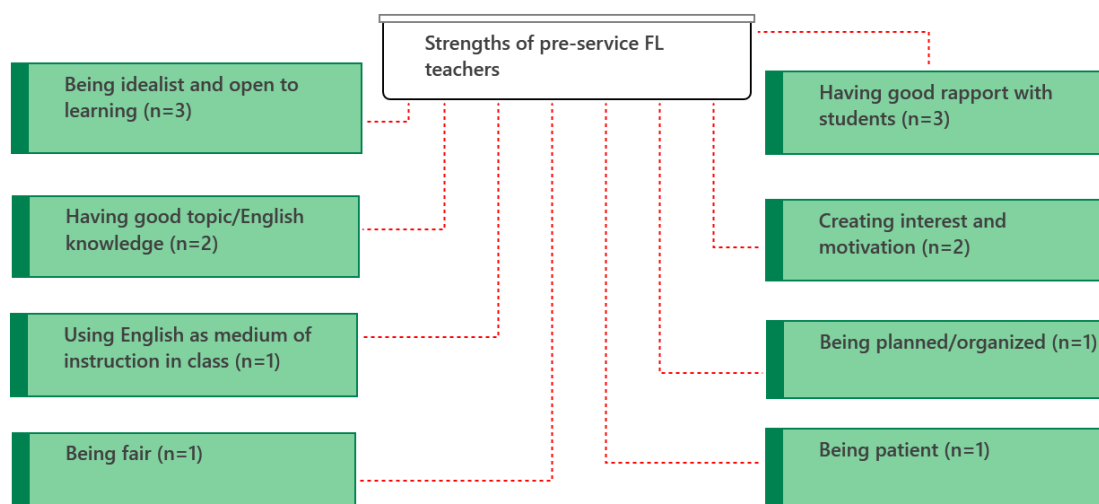 Strengths of pre-service FL
teachers
Being idealist and open to
learning (n=3)
Having good topic/English
knowledge (n=2)
Using English as medium of
instruction in class (n=1)
Being fair (n=1)
Having good rapport with
students (n=3)
Creating interest and
motivation (n=2)
Being planned/organized (n=1)
Being patient (n=1)